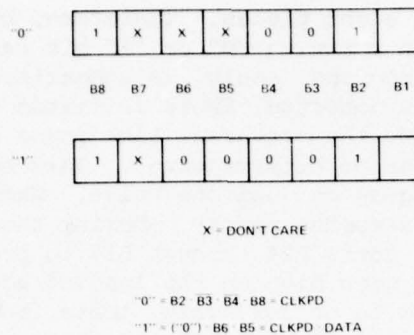 "0" 1 X X X 0 0 1
B8 B7 B6 B5 B4 B3 B2 B1
"1" 1 X 0 0 0 0 1
X = DON'T CARE
"0" = B2 · B̅3̅ · B4 · B8 = CLKPD
"1" = ("0") · B6 · B5 = CLKPD · DATA